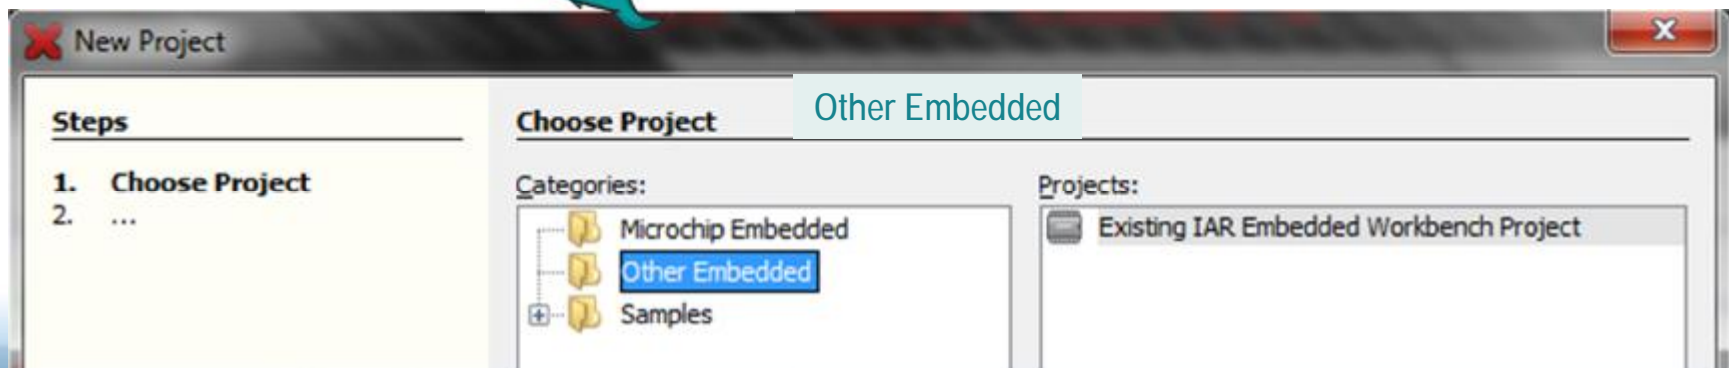 New Project
Steps
1. Choose Project
2. ...
Choose Project
Other Embedded
Categories:
Microchip Embedded
Other Embedded
Samples
Projects:
Existing IAR Embedded Workbench Project